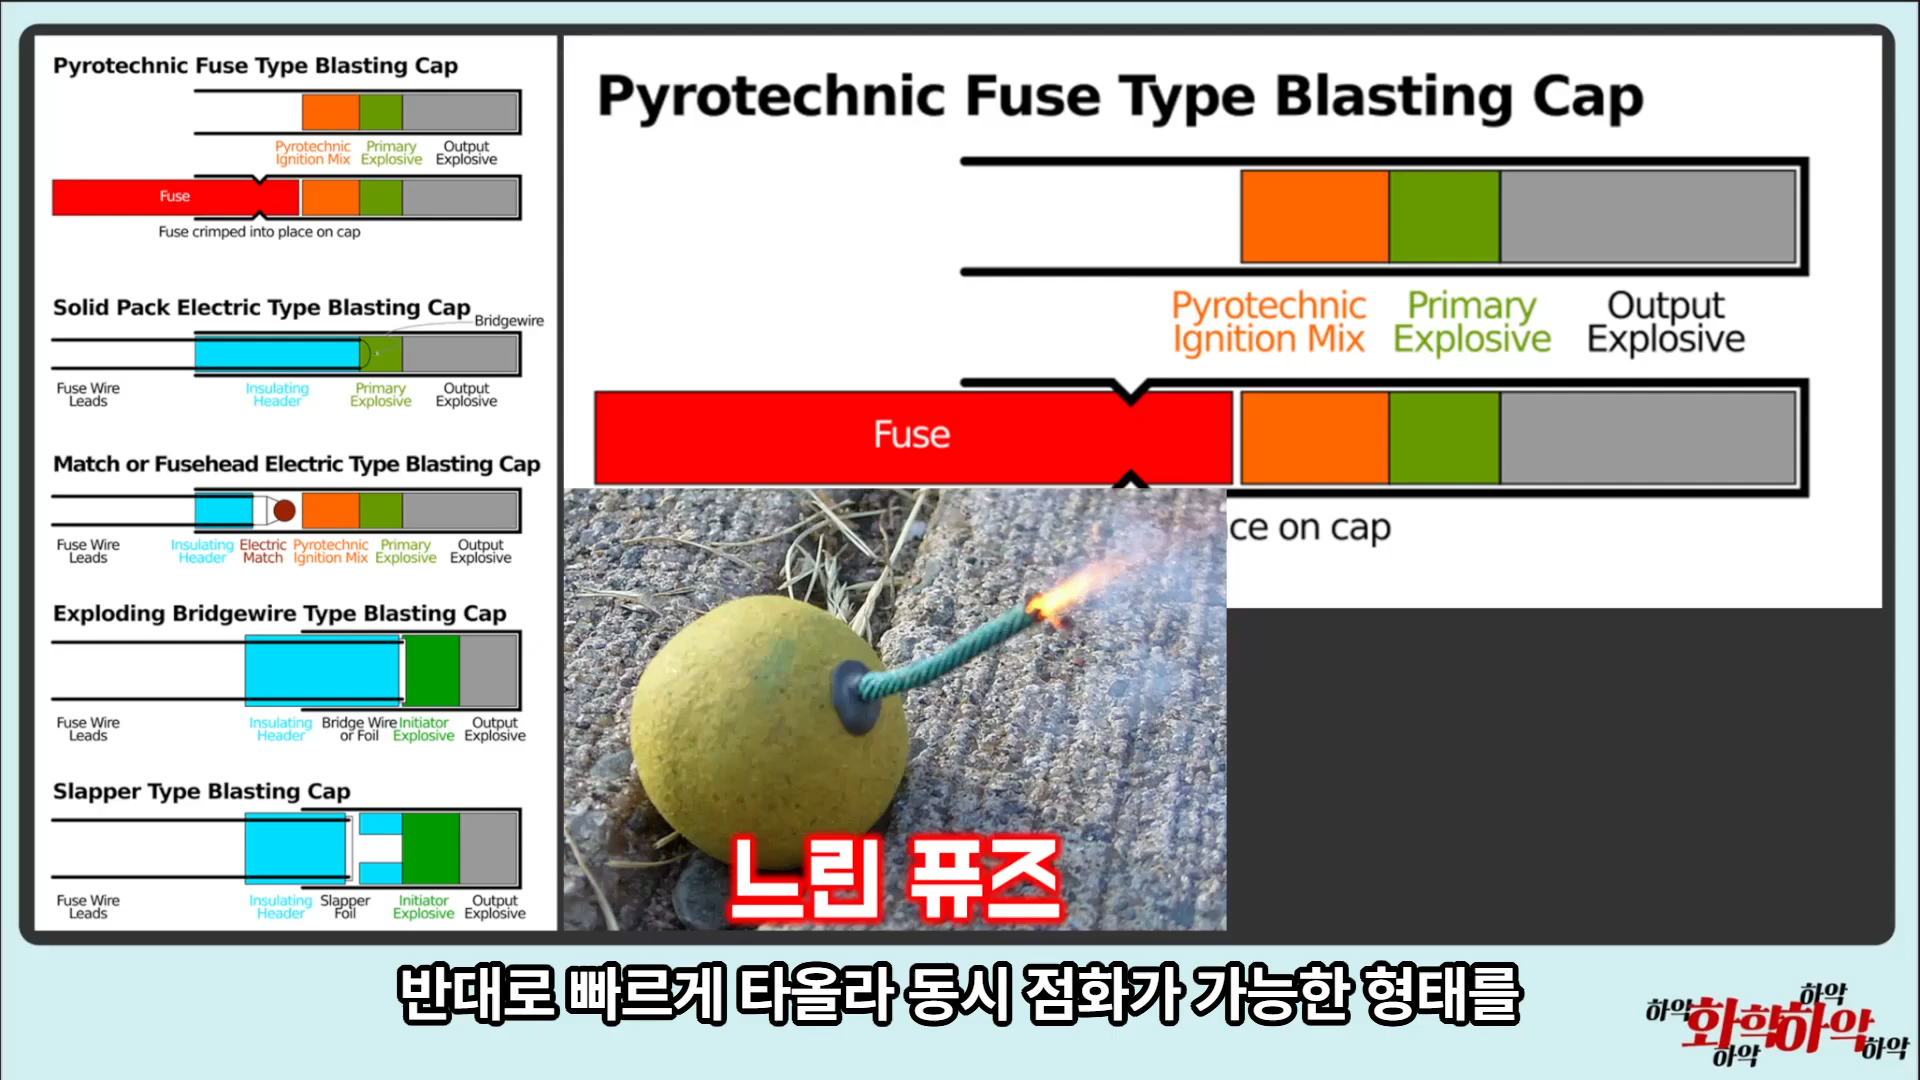 Pyrotechnic Fuse Type Blasting Cap
Pyrotechnic Ignition Mix
Primary Explosive
Output Explosive
Fuse
Fuse crimped into place on cap
Solid Pack Electric Type Blasting Cap
Bridgewire
Fuse Wire Leads
Insulating Header
Primary Explosive
Output Explosive
Match or Fusehead Electric Type Blasting Cap
Fuse Wire Leads
Insulating Header
Electric Match
Pyrotechnic Ignition Mix
Primary Explosive
Output Explosive
Exploding Bridgewire Type Blasting Cap
Fuse Wire Leads
Insulating Header
Bridge Wire or Foil
Initiator Explosive
Output Explosive
Slapper Type Blasting Cap
Fuse Wire Leads
Insulating Header
Slapper Foil
Initiator Explosive
Output Explosive
Pyrotechnic Fuse Type Blasting Cap
Pyrotechnic Ignition Mix
Primary Explosive
Output Explosive
Fuse
ce on cap
느린 퓨즈
반대로 빠르게 타올라 동시 점화가 가능한 형태를
하악
하악
화학하악
하악
하악